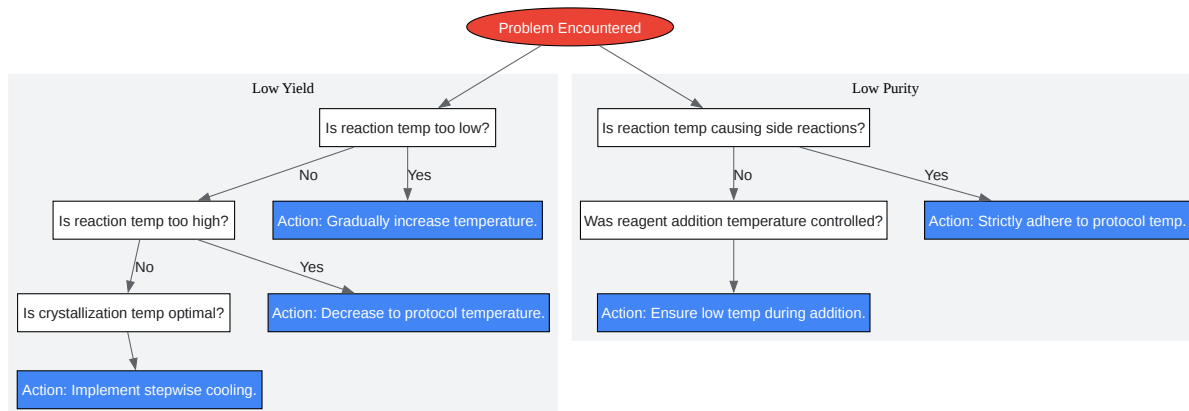 Problem Encountered
Low Yield
Low Purity
Is reaction temp too low?
Is reaction temp causing side reactions?
No
Yes
No
Yes
Is reaction temp too high?
Action: Gradually increase temperature.
Was reagent addition temperature controlled?
Action: Strictly adhere to protocol temp.
No
Yes
Is crystallization temp optimal?
Action: Decrease to protocol temperature.
Action: Ensure low temp during addition.
Action: Implement stepwise cooling.